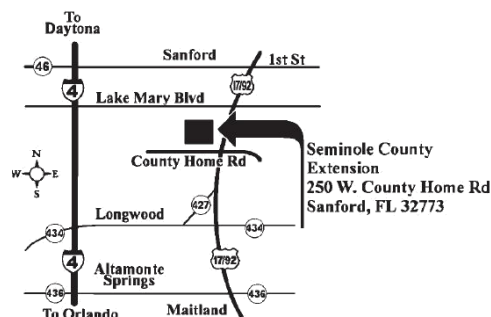 To
Daytona
Sanford
1st St
46
17/92
4
Lake Mary Blvd
County Home Rd
Seminole County
Extension
250 W. County Home Rd
Sanford, FL 32773
N
W E
S
427
Longwood
434
434
4
17/92
Altamonte
Springs
436
436
To Orlando
Maitland